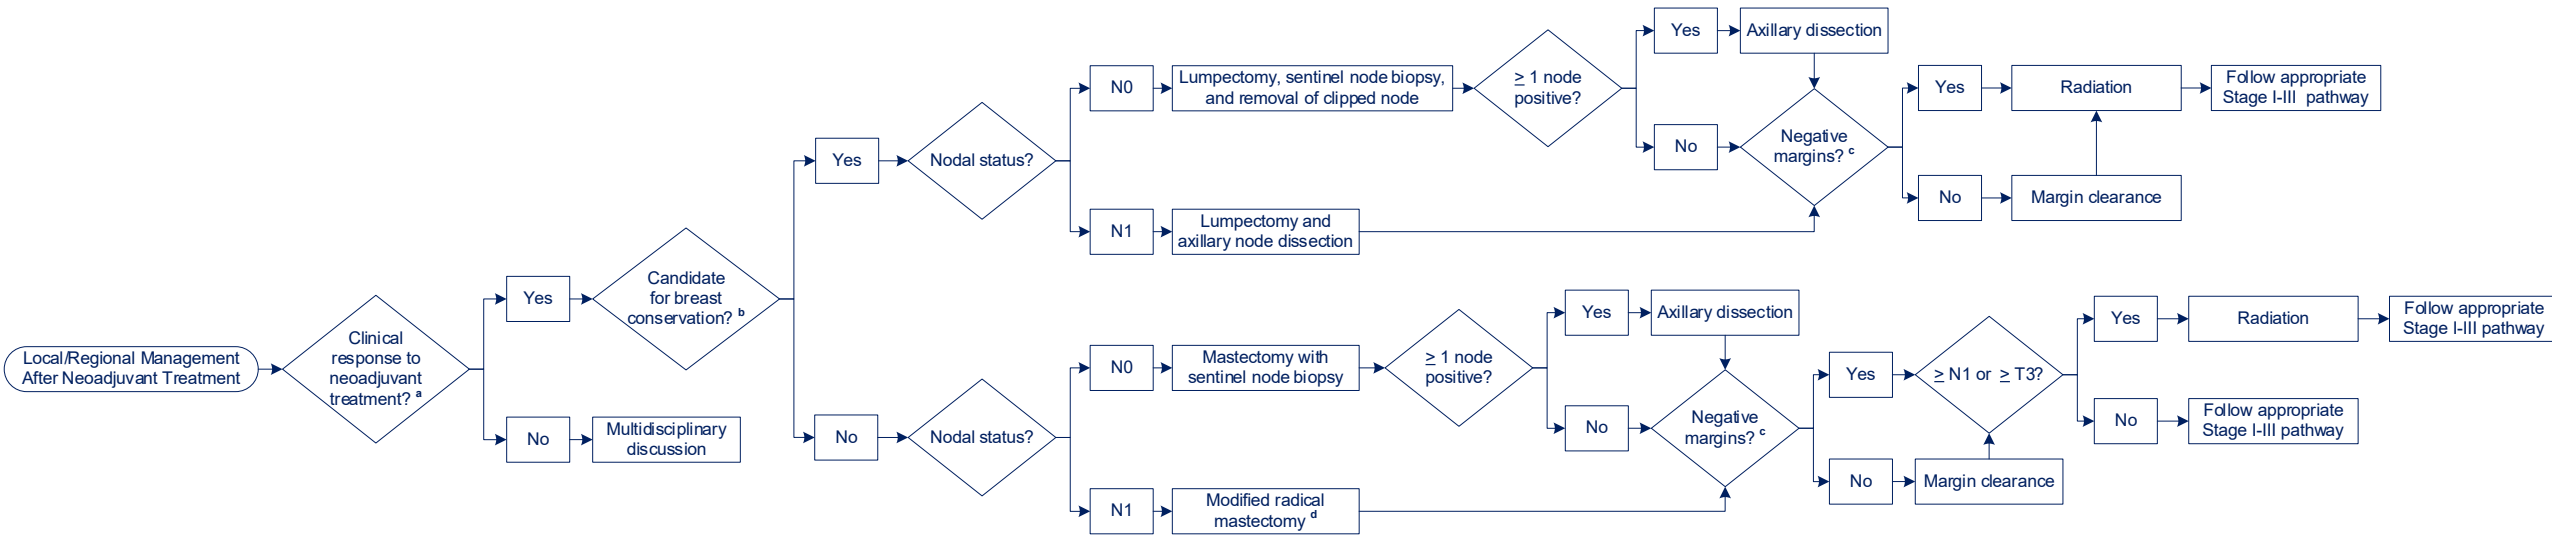 Local/Regional Management
After Neoadjuvant Treatment
Clinical
response to
neoadjuvant
treatment? a
Yes
No
Multidisciplinary
discussion
Candidate
for breast
conservation? b
Yes
Nodal status?
N0
Lumpectomy, sentinel node biopsy,
and removal of clipped node
≥ 1 node
positive?
Yes
Axillary dissection
No
Negative
margins? c
Yes
Radiation
Follow appropriate
Stage I-III  pathway
No
Margin clearance
N1
Lumpectomy and
axillary node dissection
No
Nodal status?
N0
Mastectomy with
sentinel node biopsy
≥ 1 node
positive?
Yes
Axillary dissection
No
Negative
margins? c
Yes
≥ N1 or ≥ T3?
Yes
Radiation
Follow appropriate
Stage I-III pathway
No
Follow appropriate
Stage I-III pathway
No
Margin clearance
N1
Modified radical
mastectomy d